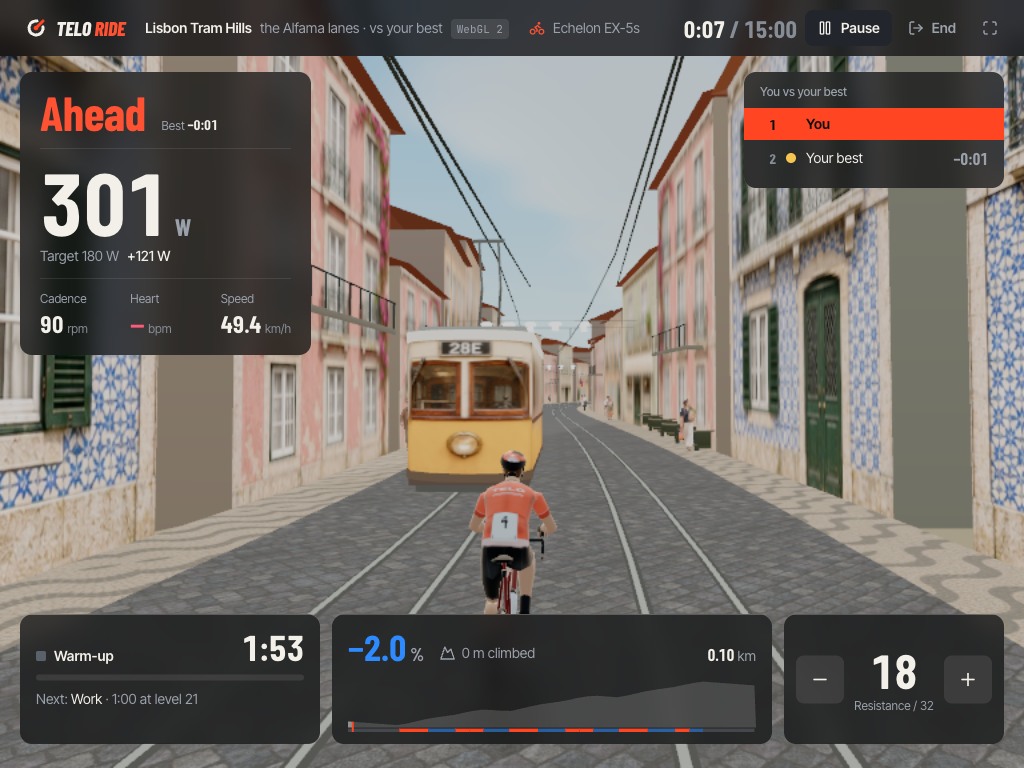 TELO RIDE
Lisbon Tram Hills the Alfama lanes · vs your best WebGL 2 Echelon EX-5s
0:07 / 15:00
Pause
End
Ahead Best −0:01
301 W
Target 180 W +121 W
Cadence Heart Speed
90 rpm — bpm 49.4 km/h
You vs your best
1 You
2 Your best −0:01
28E
TELO
4
Warm-up 1:53
Next: Work · 1:00 at level 21
−2.0 % 0 m climbed 0.10 km
− 18 +
Resistance / 32